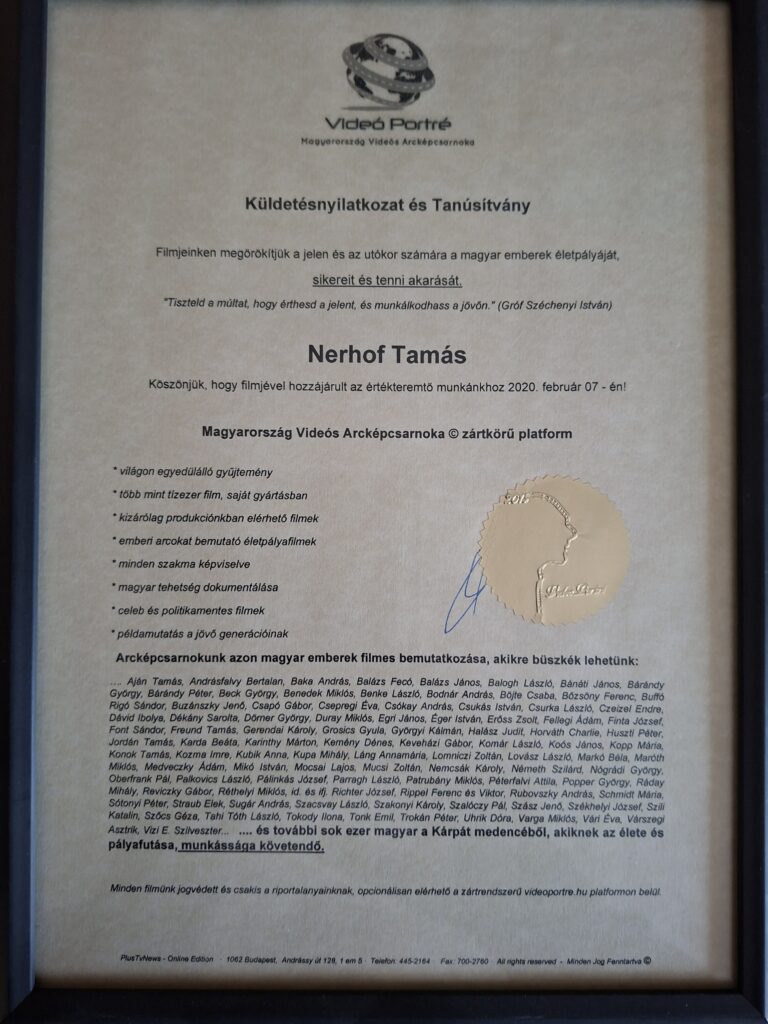 Videó Portré
Magyarország Videós Arcképcsarnoka
Küldetésnyilatkozat és Tanúsítvány
Filmjeinken megörökítjük a jelen és az utókor számára a magyar emberek életpályáját,
sikereit és tenni akarását.
"Tiszteld a múltat, hogy érthesd a jelent, és munkálkodhass a jövőn." (Gróf Széchenyi István)
Nerhof Tamás
Köszönjük, hogy filmjével hozzájárult az értékteremtő munkánkhoz 2020. február 07 - én!
Magyarország Videós Arcképcsarnoka © zártkörű platform
* világon egyedülálló gyűjtemény
* több mint tízezer film, saját gyártásban
* kizárólag produkciónkban elérhető filmek
* emberi arcokat bemutató életpályafilmek
* minden szakma képviselve
* magyar tehetség dokumentálása
* celeb és politikamentes filmek
* példamutatás a jövő generációinak
2015
Arcképcsarnokunk azon magyar emberek filmes bemutatkozása, akikre büszkék lehetünk:
.... Aján Tamás, Andrásfalvy Bertalan, Baka András, Balázs Fecó, Balázs János, Balogh László, Bánáti János, Bárándy
György, Bárándy Péter, Beck György, Benedek Miklós, Benke László, Bodnár András, Böjte Csaba, Bözsöny Ferenc, Buffó
Rigó Sándor, Buzánszky Jenő, Csapó Gábor, Csepregi Éva, Csókay András, Csukás István, Csurka László, Czeizel Endre,
Dávid Ibolya, Dékány Sarolta, Dörner György, Duray Miklós, Egri János, Éger István, Erőss Zsolt, Fellegi Ádám, Finta József,
Font Sándor, Freund Tamás, Gerendai Károly, Grosics Gyula, Györgyi Kálmán, Halász Judit, Horváth Charlie, Huszti Péter,
Jordán Tamás, Karda Beáta, Karinthy Márton, Kemény Dénes, Keveházi Gábor, Komár László, Koós János, Kopp Mária,
Konok Tamás, Kozma Imre, Kubik Anna, Kupa Mihály, Láng Annamária, Lomniczi Zoltán, Lovász László, Markó Béla, Maróth
Miklós, Medveczky Ádám, Mikó István, Mocsai Lajos, Mucsi Zoltán, Nemcsák Károly, Németh Szilárd, Nógrádi György,
Oberfrank Pál, Palkovics László, Pálinkás József, Parragh László, Patrubány Miklós, Péterfalvi Attila, Popper György, Ráday
Mihály, Reviczky Gábor, Réthelyi Miklós, id. és ifj. Richter József, Rippel Ferenc és Viktor, Rubovszky András, Schmidt Mária,
Sótonyi Péter, Straub Elek, Sugár András, Szacsvay László, Szakonyi Károly, Szalóczy Pál, Szász Jenő, Székhelyi József, Szili
Katalin, Szőcs Géza, Tahi Tóth László, Tokody Ilona, Tonk Emil, Trokán Péter, Uhrik Dóra, Varga Miklós, Vári Éva, Várszegi
Asztrik, Vizi E. Szilveszter... .... és további sok ezer magyar a Kárpát medencéből, akiknek az élete és
pályafutása, munkássága követendő.
Minden filmünk jogvédett és csakis a riportalanyainknak, opcionálisan elérhető a zártrendszerű videoportre.hu platformon belül.
PlusTvNews - Online Edition · 1062 Budapest, Andrássy út 128, 1 em 5 · Telefon: 445-2164 · Fax: 700-2760 · All rights reserved - Minden Jog Fenntartva ©